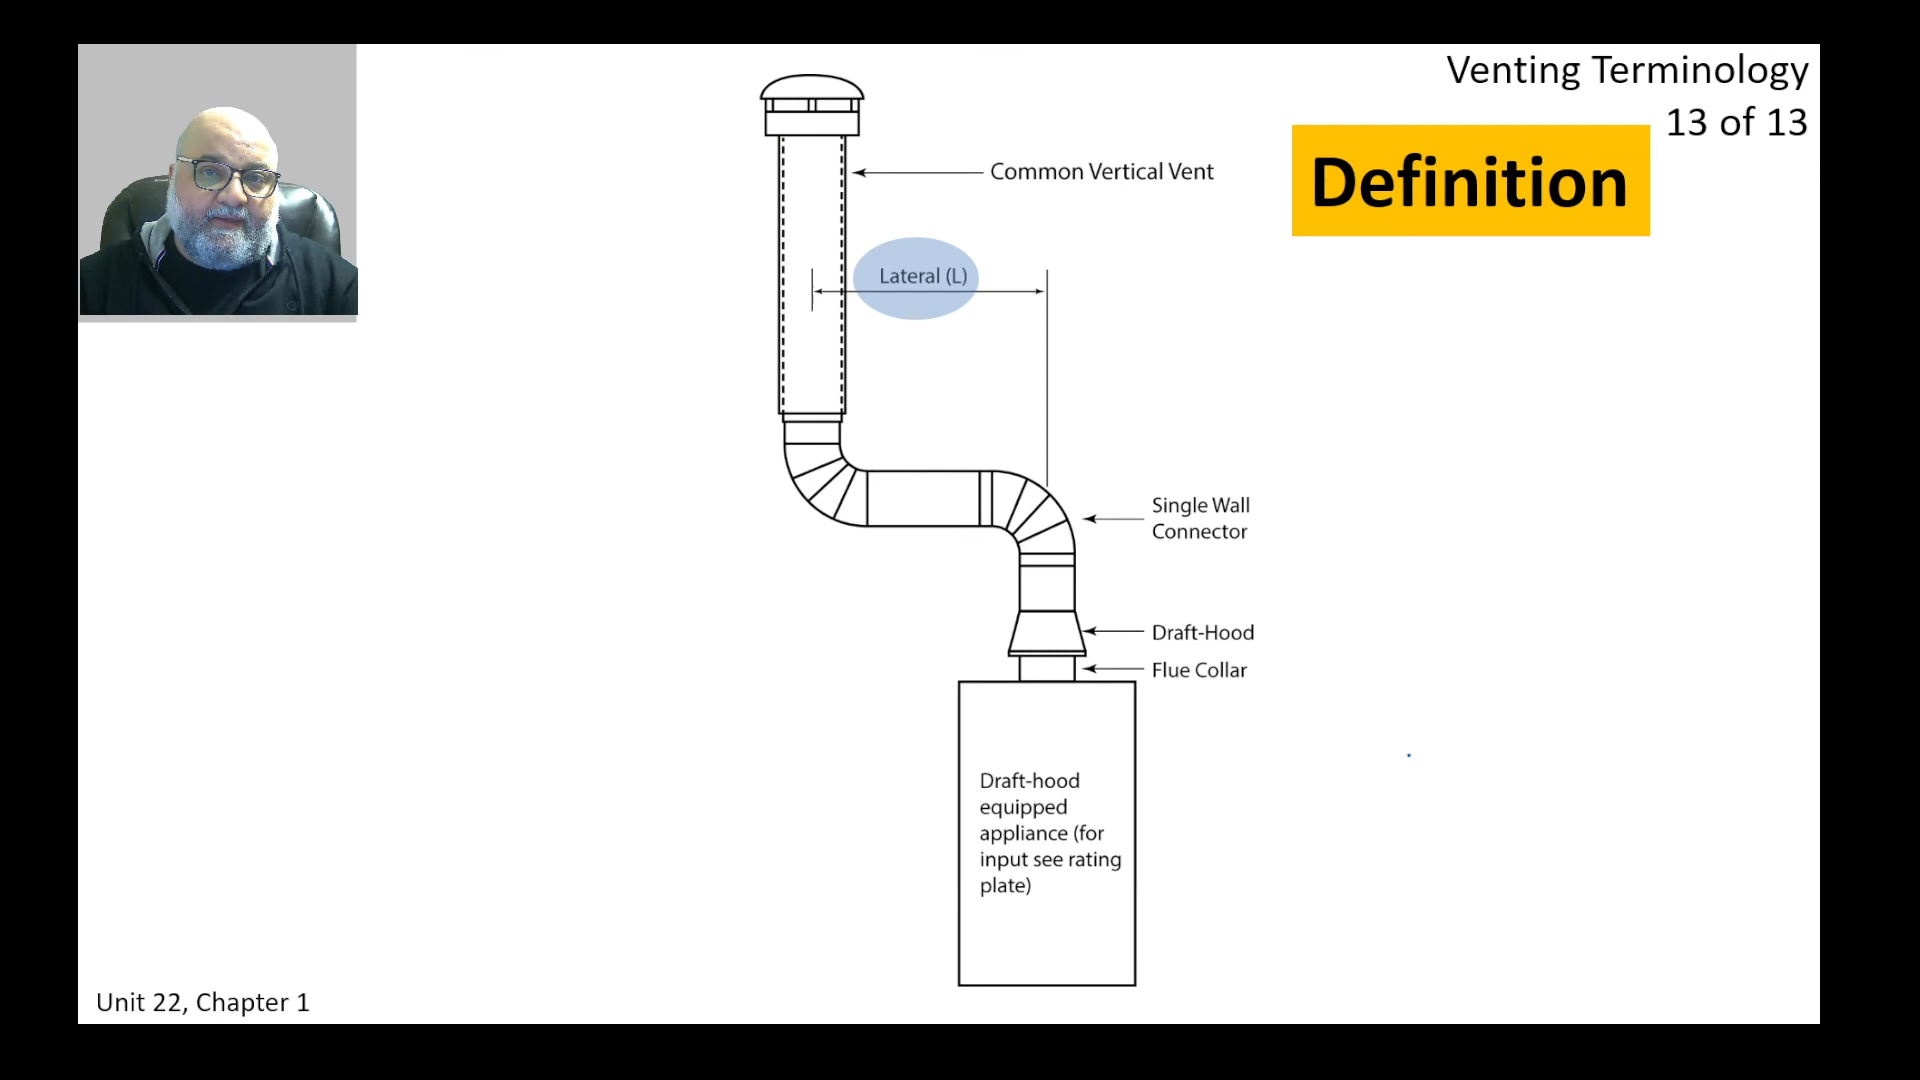 Venting Terminology
13 of 13
Definition
Common Vertical Vent
Lateral (L)
Single Wall
Connector
Draft-Hood
Flue Collar
Draft-hood
equipped
appliance (for
input see rating
plate)
Unit 22, Chapter 1